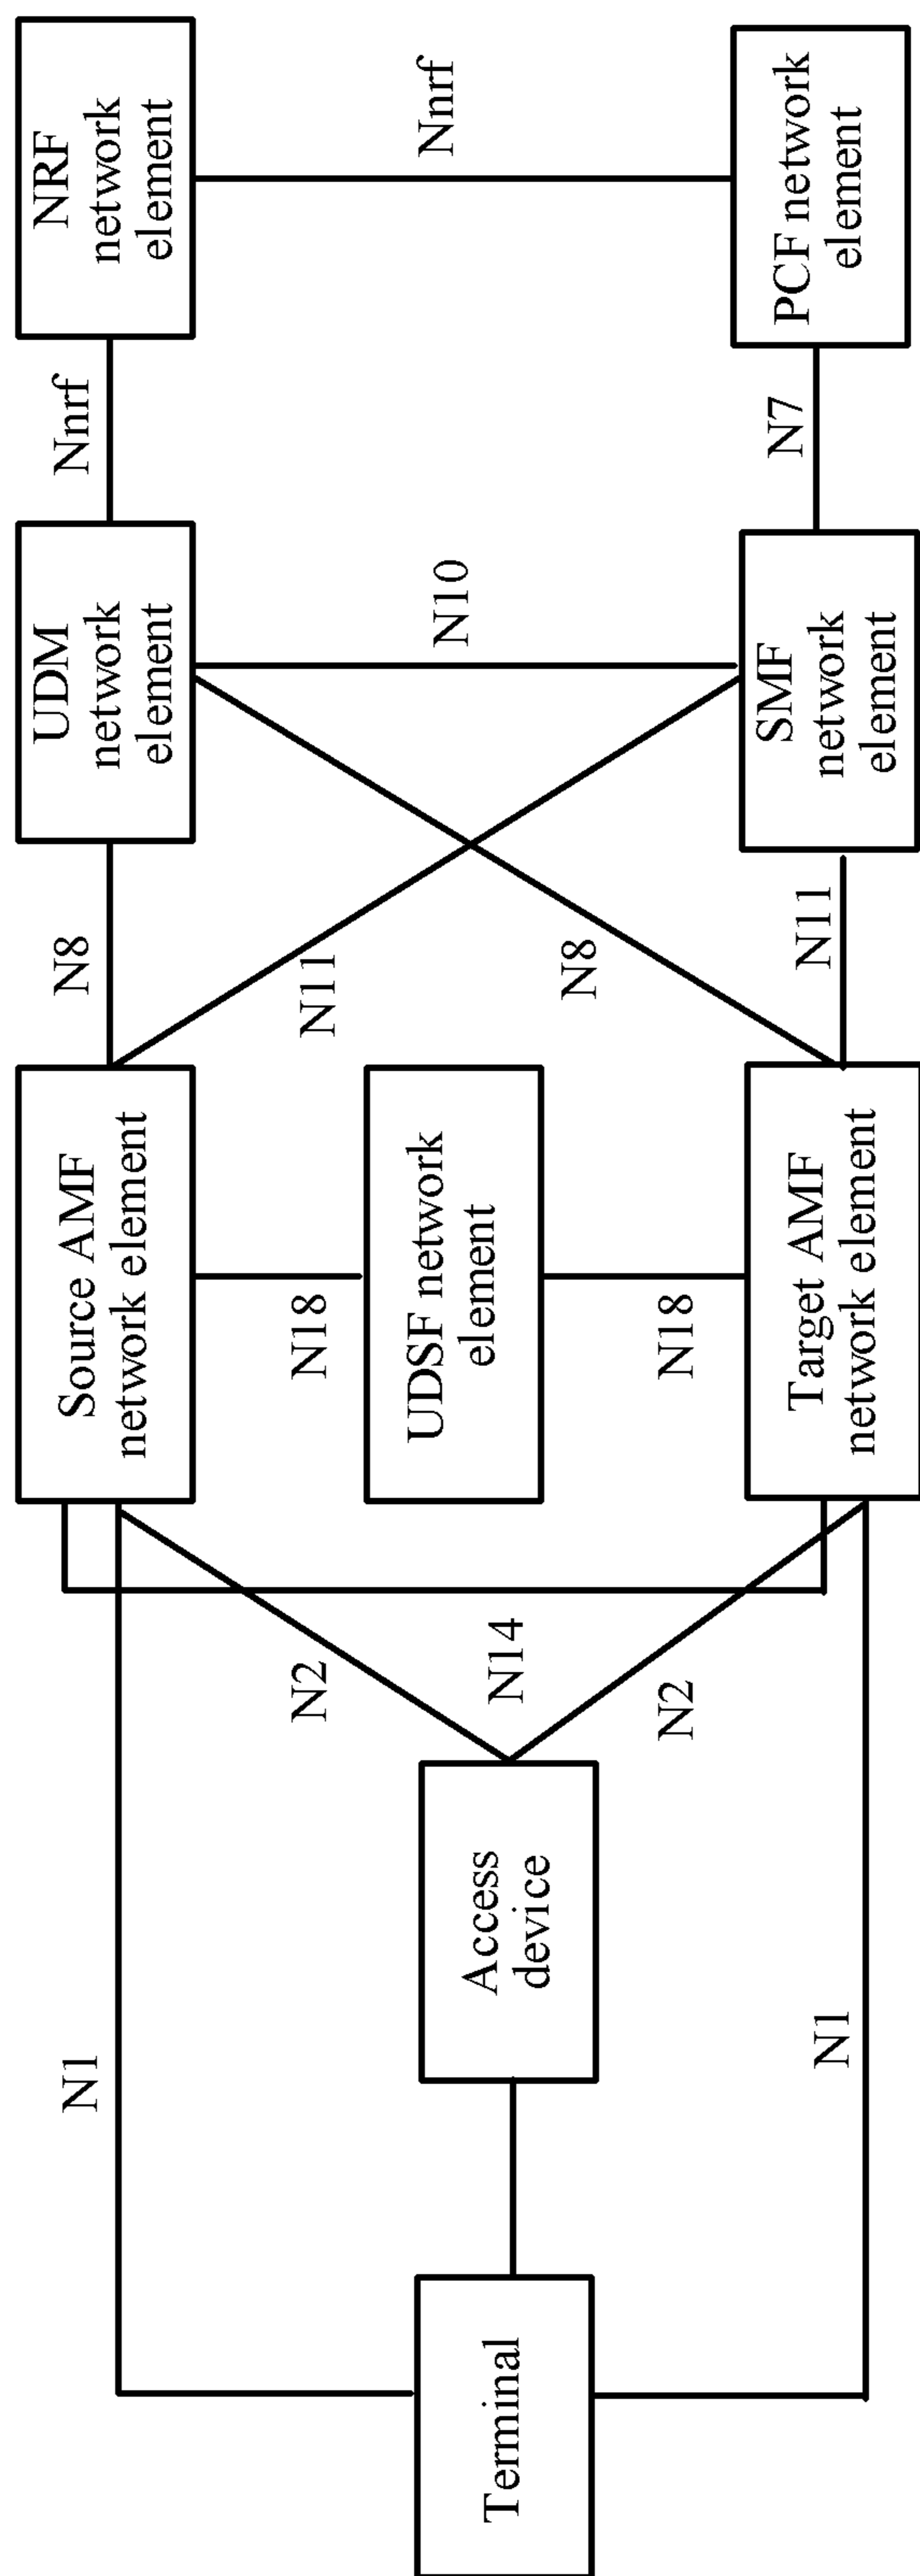 N1
Source AMF
network element
N8
UDM
network
element
Nnrf
NRF
network
element
Terminal
Access
device
N2
N14
N2
N18
UDSF network
element
N18
N11
N8
N10
Nnrf
N1
Target AMF
network element
N11
SMF
network
element
N7
PCF network
element